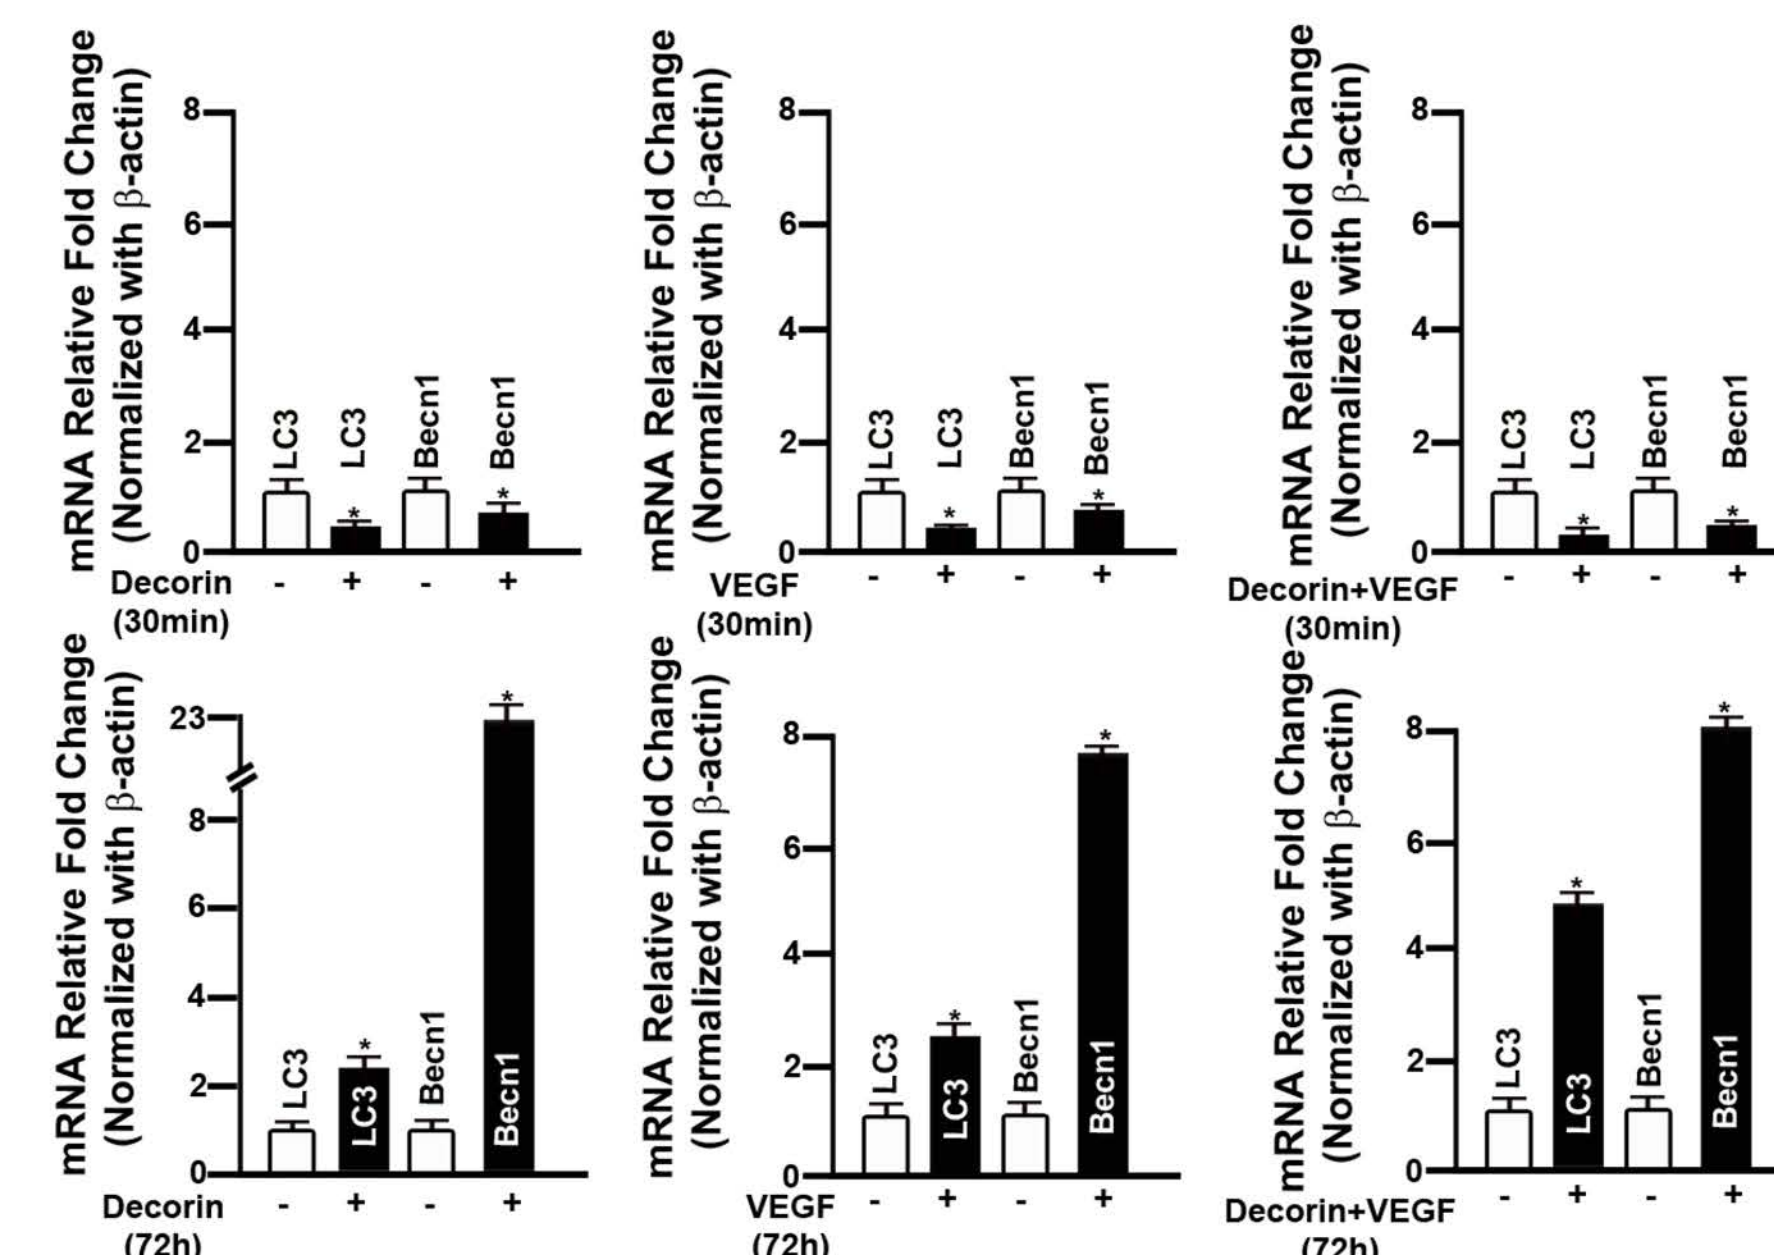 mRNA Relative Fold Change
(Normalized with β-actin)
8
6
4
2
0
LC3
LC3
Becn1
Becn1
*
*
Decorin
(30min)
-
+
-
+
mRNA Relative Fold Change
(Normalized with β-actin)
8
6
4
2
0
LC3
LC3
Becn1
Becn1
*
*
VEGF
(30min)
-
+
-
+
mRNA Relative Fold Change
(Normalized with β-actin)
8
6
4
2
0
LC3
LC3
Becn1
Becn1
*
*
Decorin+VEGF
(30min)
-
+
-
+
mRNA Relative Fold Change
(Normalized with β-actin)
23
8
6
4
2
0
LC3
*
LC3
Becn1
*
Becn1
Decorin
(72h)
-
+
-
+
mRNA Relative Fold Change
(Normalized with β-actin)
8
6
4
2
0
LC3
*
LC3
Becn1
*
Becn1
VEGF
(72h)
-
+
-
+
mRNA Relative Fold Change
(Normalized with β-actin)
8
6
4
2
0
LC3
*
LC3
Becn1
*
Becn1
Decorin+VEGF
(72h)
-
+
-
+